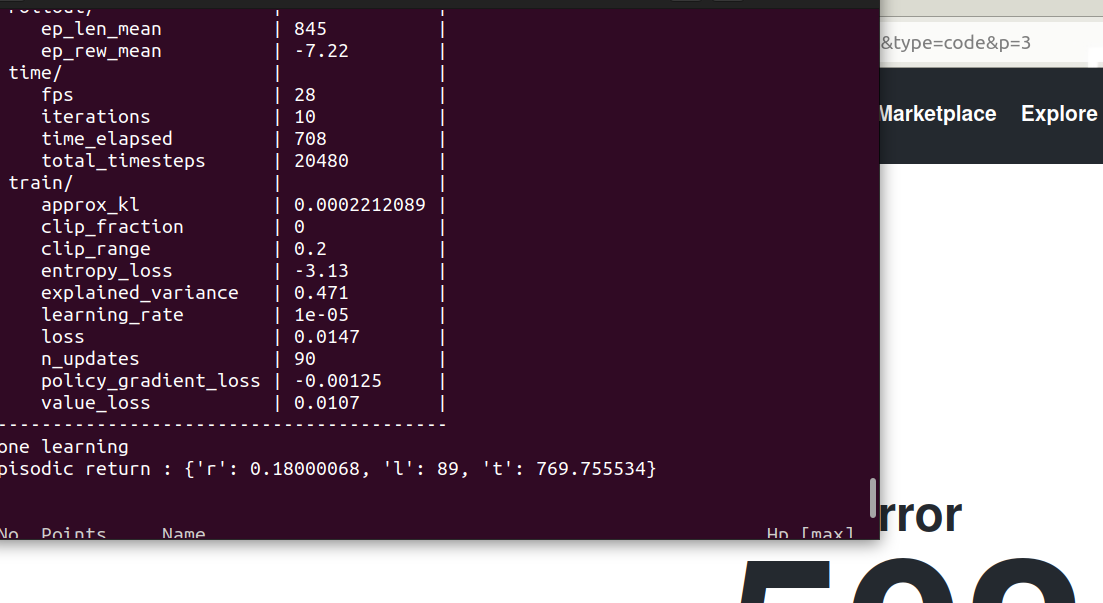 ep_len_mean | 845 |
ep_rew_mean | -7.22 |
time/ | |
fps | 28 |
iterations | 10 |
time_elapsed | 708 |
total_timesteps | 20480 |
train/ | |
approx_kl | 0.0002212089 |
clip_fraction | 0 |
clip_range | 0.2 |
entropy_loss | -3.13 |
explained_variance | 0.471 |
learning_rate | 1e-05 |
loss | 0.0147 |
n_updates | 90 |
policy_gradient_loss | -0.00125 |
value_loss | 0.0107 |
-----------------------------------------
one learning
pisodic return : {'r': 0.18000068, 'l': 89, 't': 769.755534}
No Points Name Hp [max]
&type=code&p=3
Marketplace Explore
rror